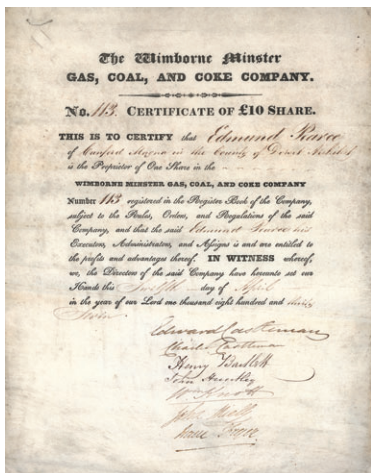 The Wimborne Minster
GAS, COAL, AND COKE COMPANY.
No. 113. CERTIFICATE OF £10 SHARE.
THIS IS TO CERTIFY that Edmund Pearce
of Canford Magna in the County of Dorset
is the Proprietor of One Share in the
WIMBORNE MINSTER GAS, COAL, AND COKE COMPANY
Number 113 registered in the Register Book of the Company,
subject to the Rules, Orders, and Regulations of the said
Company, and that the said Edmund Pearce his
Executors, Administrators, and Assigns is and are entitled to
the profits and advantages thereof. IN WITNESS whereof,
we, the Directors of the said Company have hereunto set our
Hands this Twelfth day of April
in the year of our Lord one thousand eight hundred and thirty
Seven
Edward Castleman
Charles Castleman
Henry Bartlett
John
Isaac Fryer